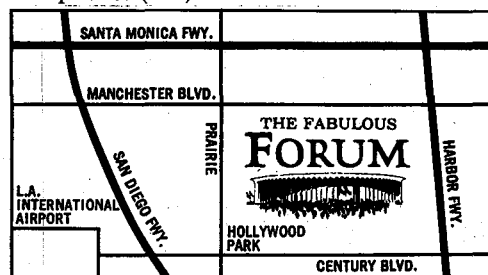 SANTA MONICA FWY.
MANCHESTER BLVD.
PRAIRIE
THE FABULOUS
FORUM
SAN DIEGO FWY.
HARBOR FWY.
L.A.
INTERNATIONAL
AIRPORT
HOLLYWOOD
PARK
CENTURY BLVD.